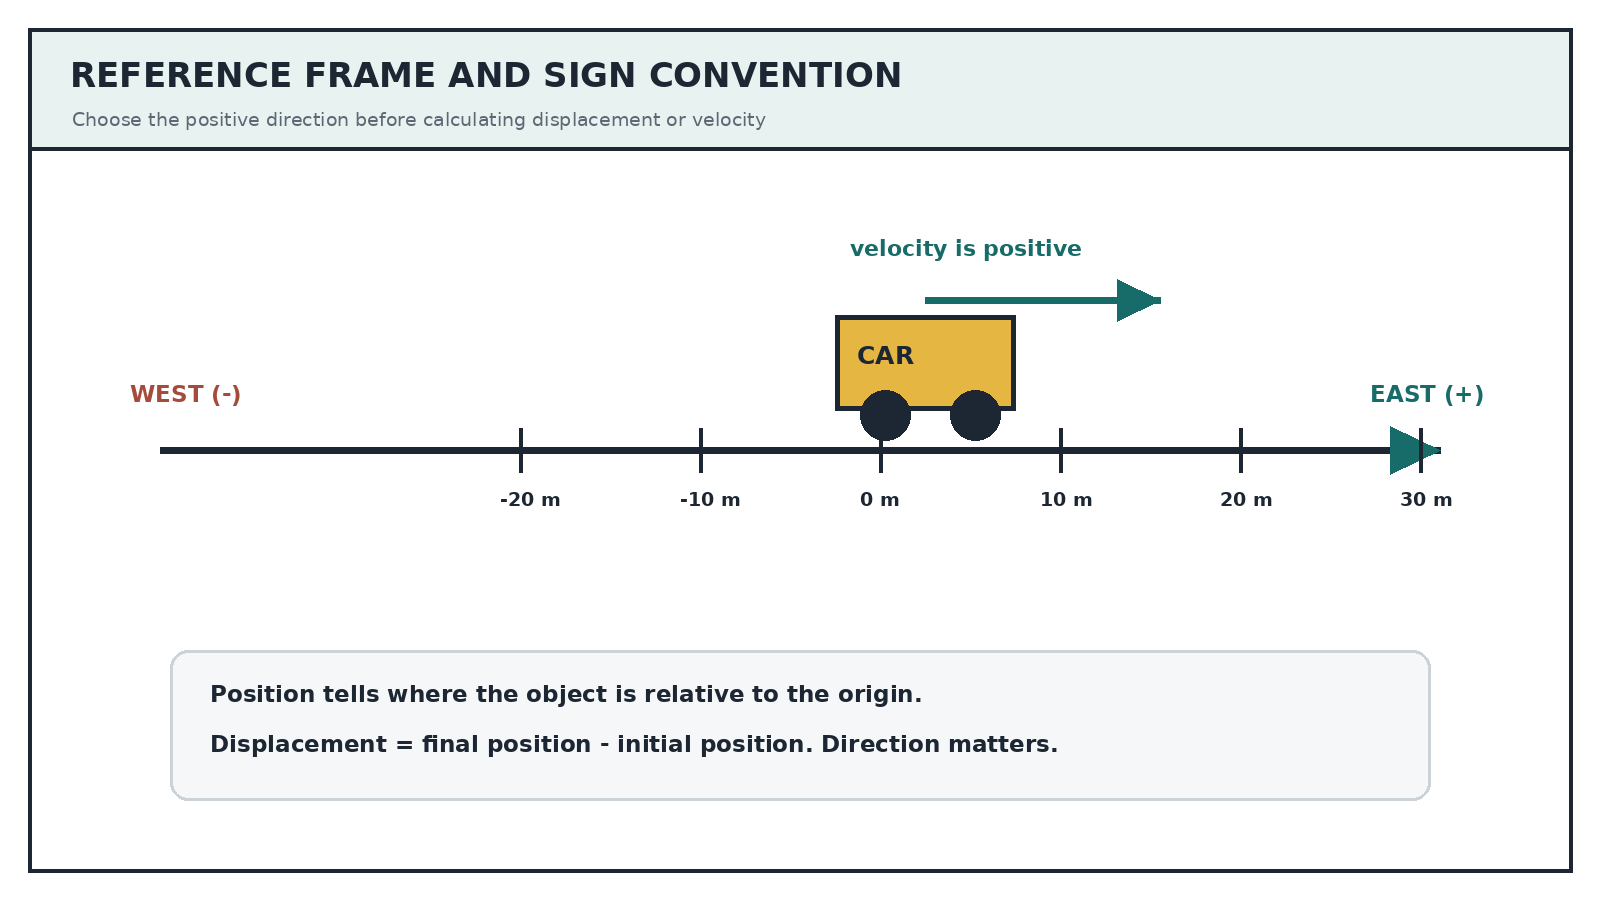 REFERENCE FRAME AND SIGN CONVENTION
Choose the positive direction before calculating displacement or velocity
velocity is positive
CAR
WEST (-)
EAST (+)
-20 m
-10 m
0 m
10 m
20 m
30 m
Position tells where the object is relative to the origin.
Displacement = final position - initial position. Direction matters.